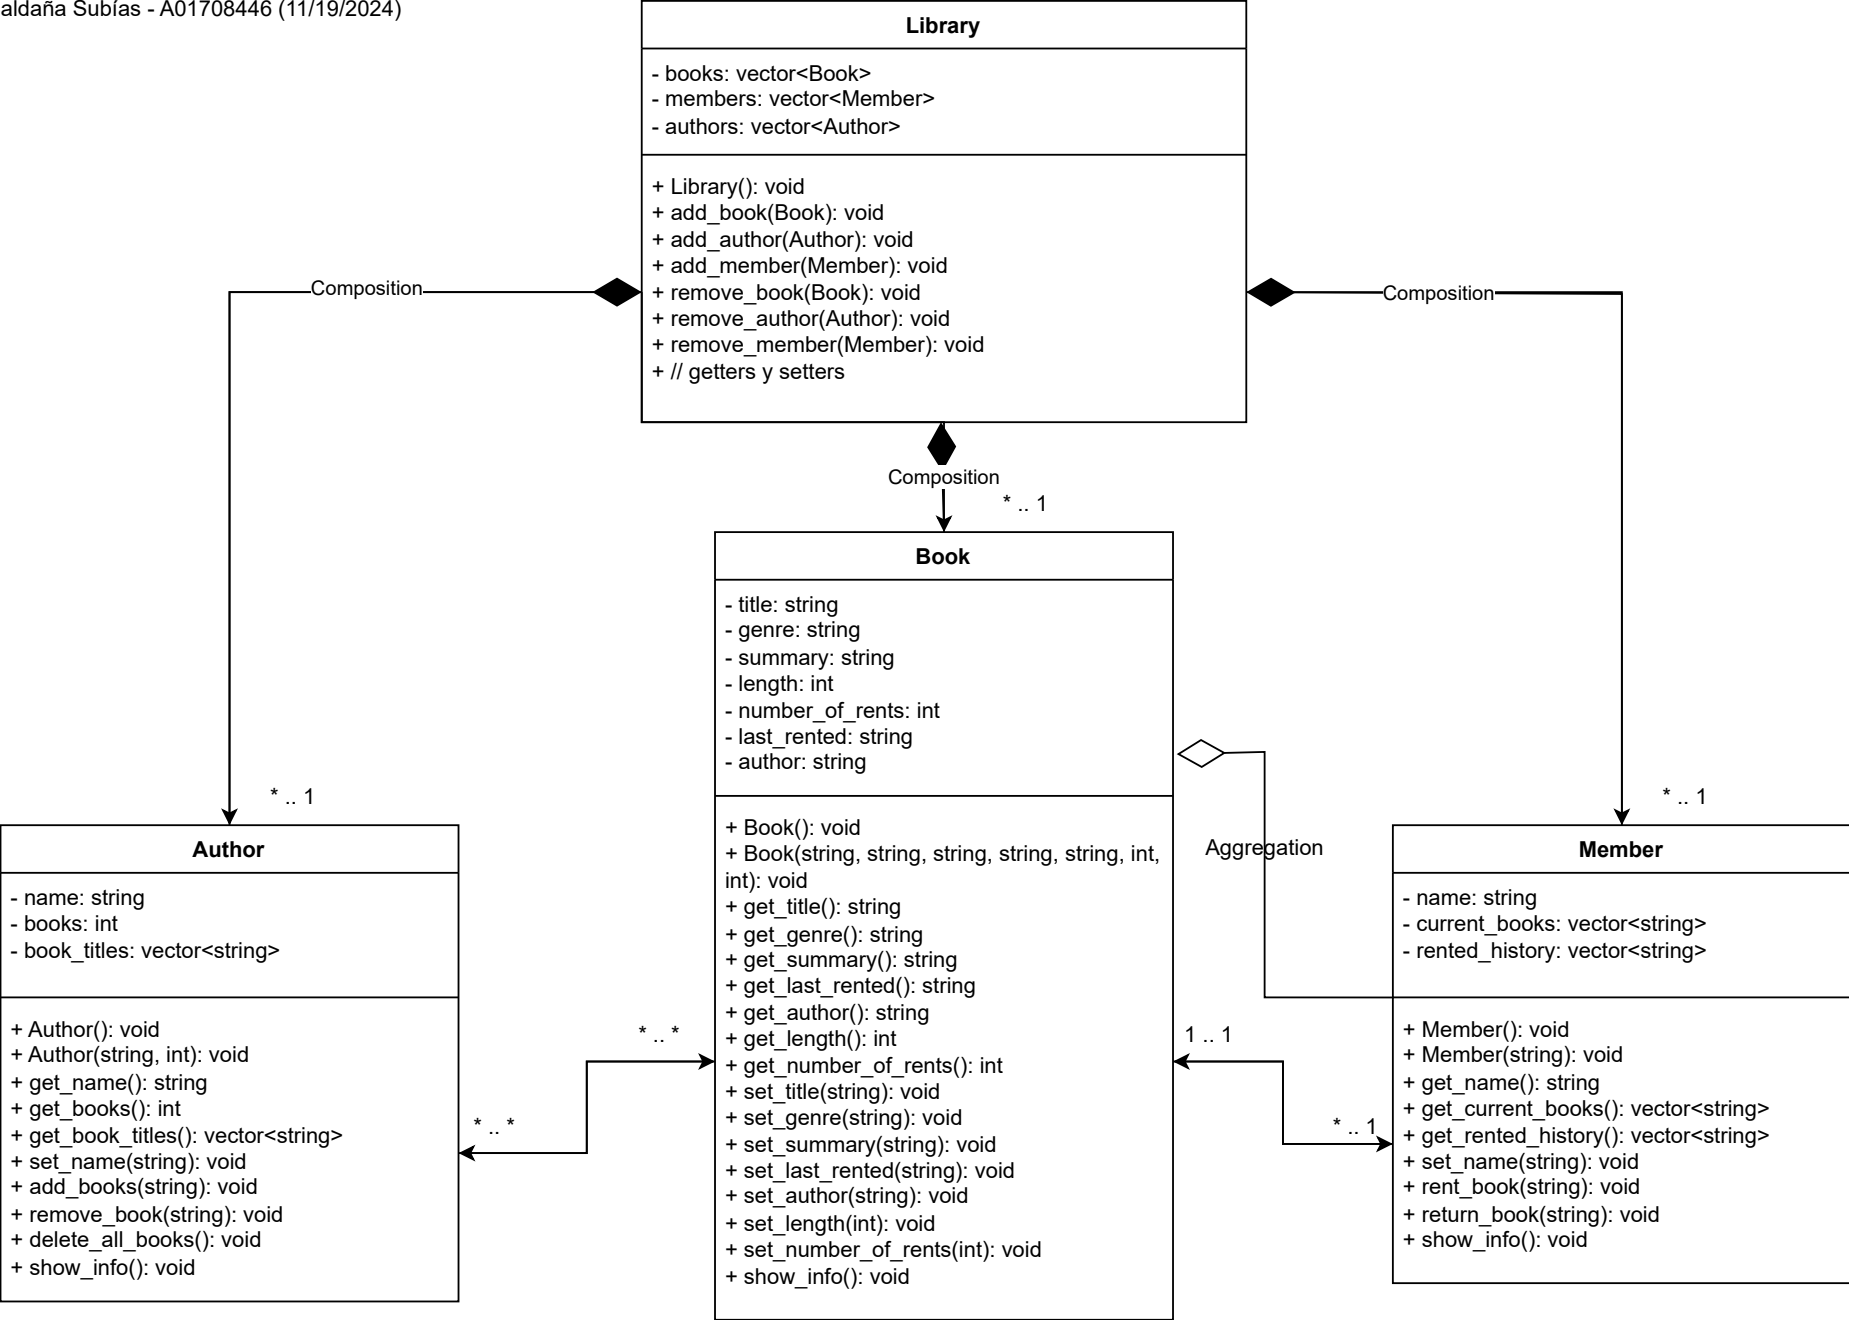 aldaña Subías - A01708446 (11/19/2024)
Library
- books: vector<Book>
- members: vector<Member>
- authors: vector<Author>
+ Library(): void
+ add_book(Book): void
+ add_author(Author): void
+ add_member(Member): void
+ remove_book(Book): void
+ remove_author(Author): void
+ remove_member(Member): void
+ // getters y setters
Composition
Composition
Composition
* .. 1
Book
- title: string
- genre: string
- summary: string
- length: int
- number_of_rents: int
- last_rented: string
- author: string
+ Book(): void
+ Book(string, string, string, string, string, int,
int): void
+ get_title(): string
+ get_genre(): string
+ get_summary(): string
+ get_last_rented(): string
+ get_author(): string
+ get_length(): int
+ get_number_of_rents(): int
+ set_title(string): void
+ set_genre(string): void
+ set_summary(string): void
+ set_last_rented(string): void
+ set_author(string): void
+ set_length(int): void
+ set_number_of_rents(int): void
+ show_info(): void
* .. 1
Author
- name: string
- books: int
- book_titles: vector<string>
+ Author(): void
+ Author(string, int): void
+ get_name(): string
+ get_books(): int
+ get_book_titles(): vector<string>
+ set_name(string): void
+ add_books(string): void
+ remove_book(string): void
+ delete_all_books(): void
+ show_info(): void
* .. *
* .. *
Aggregation
1 .. 1
* .. 1
* .. 1
Member
- name: string
- current_books: vector<string>
- rented_history: vector<string>
+ Member(): void
+ Member(string): void
+ get_name(): string
+ get_current_books(): vector<string>
+ get_rented_history(): vector<string>
+ set_name(string): void
+ rent_book(string): void
+ return_book(string): void
+ show_info(): void